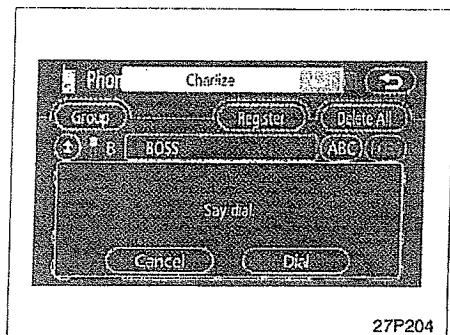 Phon Charlize
Group Register Delete All
B BOSS ABC
Say dial.
Cancel Dial
27P204